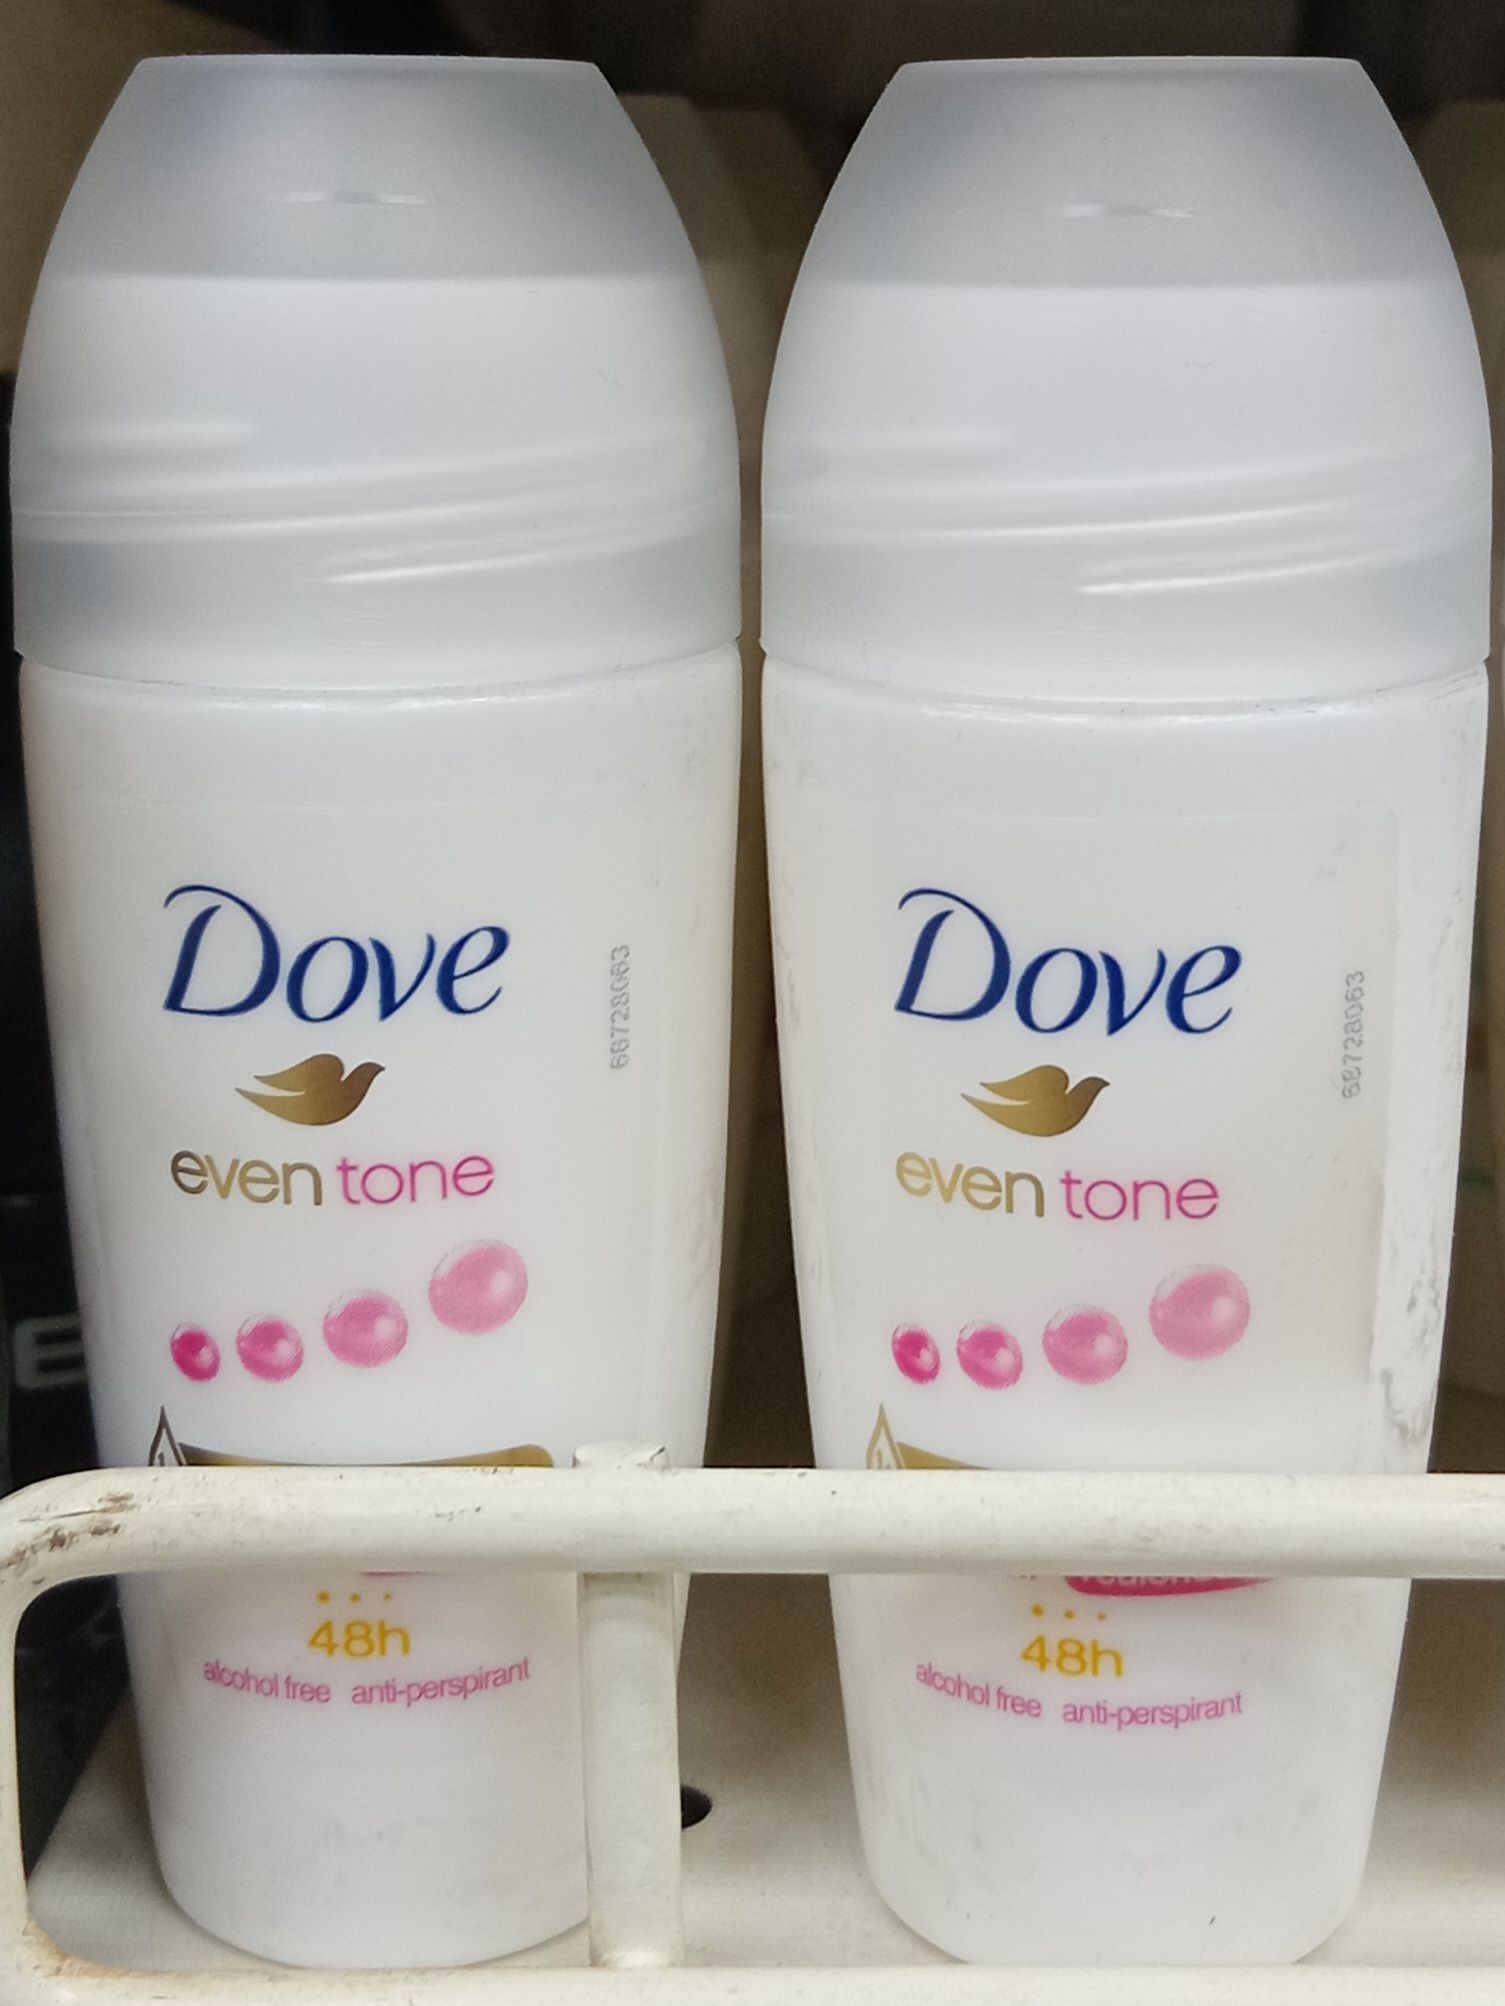 Dove
68728063
even tone
48h
alcohol free anti-perspirant
Dove
68728063
even tone
48h
alcohol free anti-perspirant